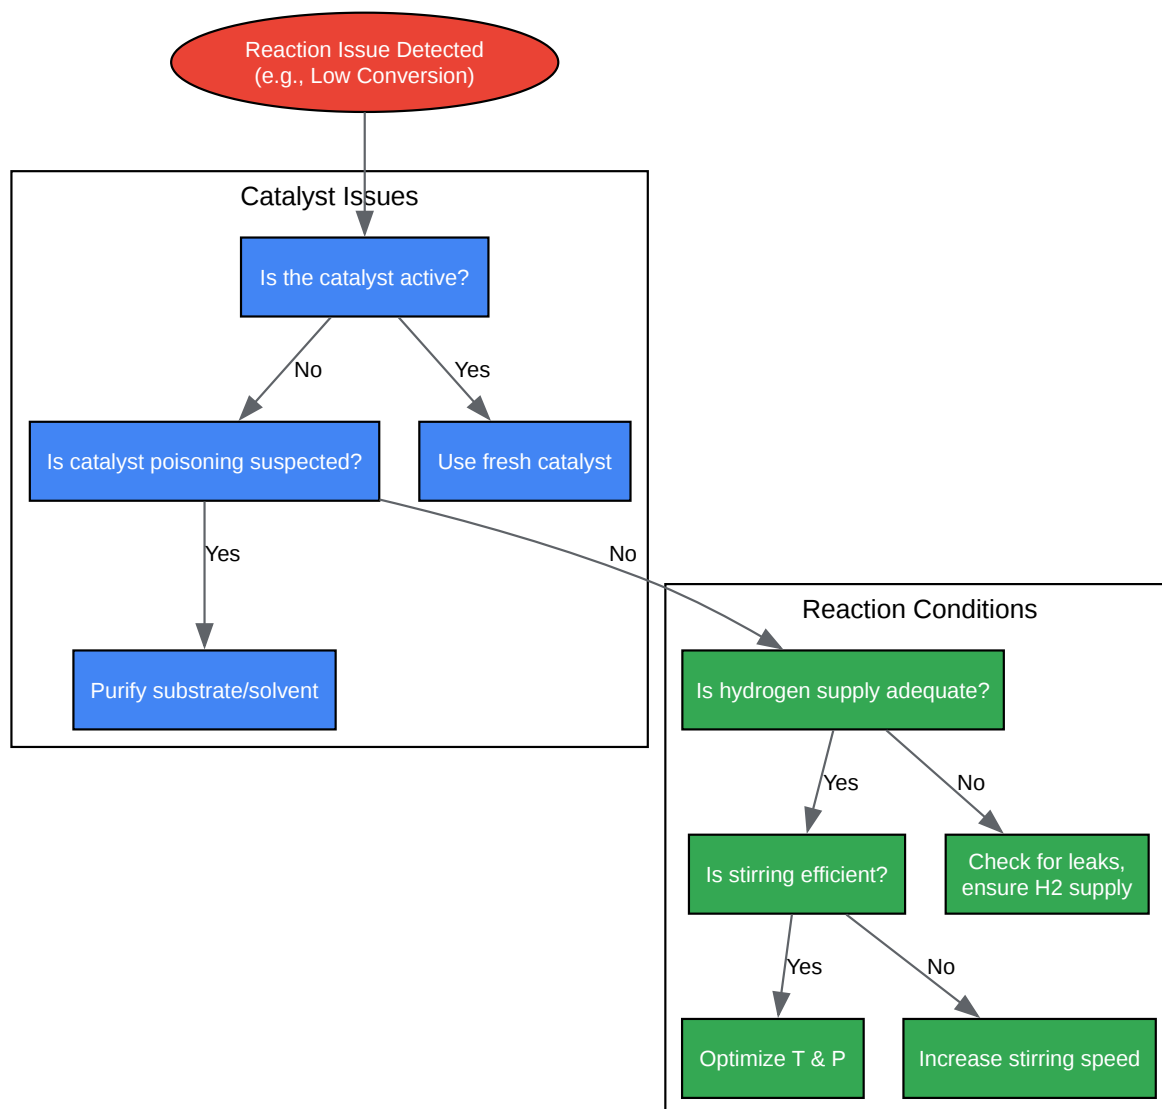 Reaction Issue Detected
(e.g., Low Conversion)
Catalyst Issues
Is the catalyst active?
No
Yes
Is catalyst poisoning suspected?
Use fresh catalyst
Yes
No
Purify substrate/solvent
Reaction Conditions
Is hydrogen supply adequate?
Yes
No
Is stirring efficient?
Check for leaks,
ensure H2 supply
Yes
No
Optimize T & P
Increase stirring speed